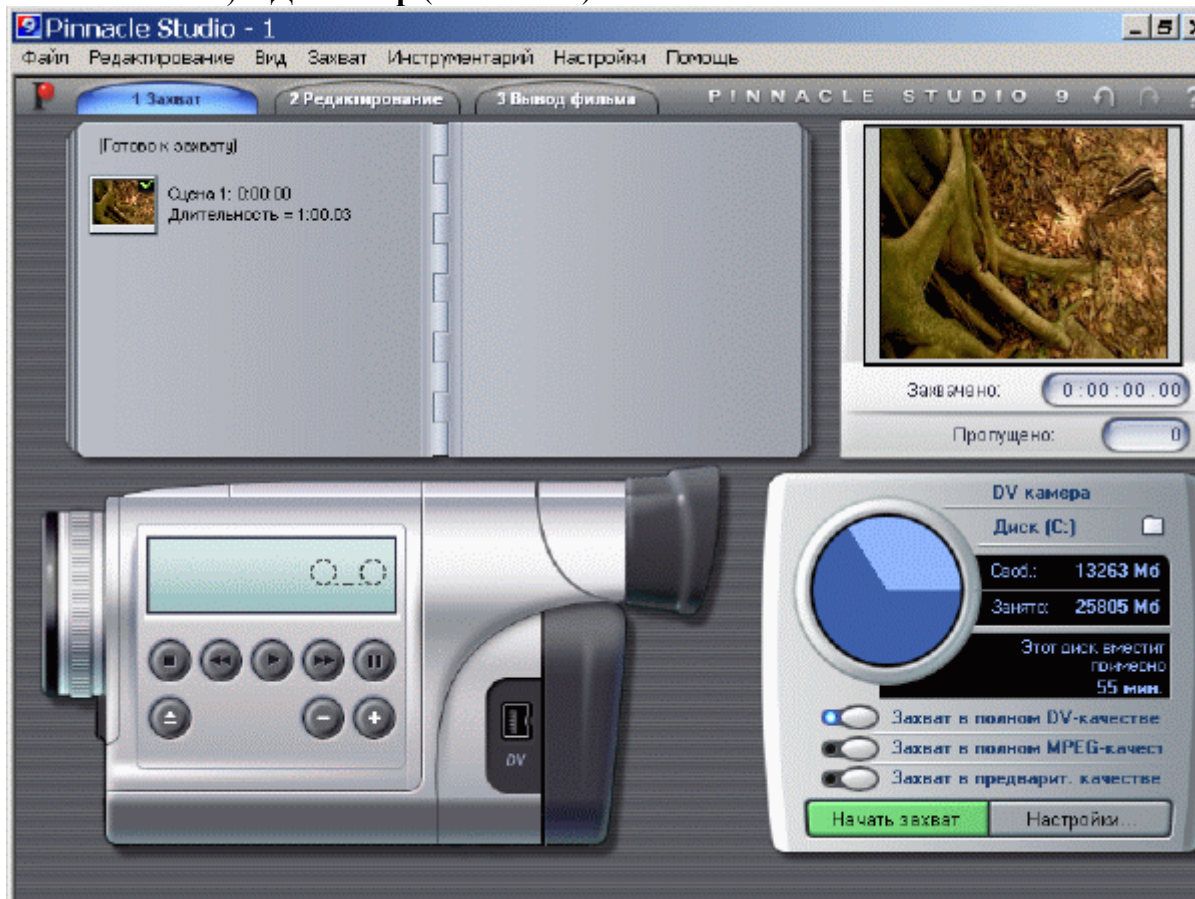 Pinnacle Studio - 1
Файл Редактирование Вид Захват Инструментарий Настройки Помощь
1 Захват 2 Редактирование 3 Вывод фильма PINNACLE STUDIO 9
[Готово к захвату]
Сцена 1: 0:00.00
Длительность = 1:00.03
Захвачено: 0:00:00.00
Пропущено: 0
DV камера
Диск (C:)
Своб.: 13263 Мб
Занято: 25805 Мб
Этот диск вместит
примерно
55 мин.
Захват в полном DV-качестве
Захват в полном MPEG-качест
Захват в предварит. качестве
Начать захват Настройки...
DV